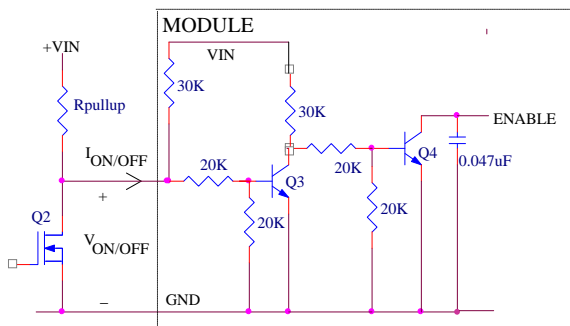 MODULE
+VIN
VIN
30K
30K
Rpullup
ENABLE
I ON/OFF
20K
20K
Q4
0.047uF
Q3
+
20K
20K
Q2
V ON/OFF
–
GND